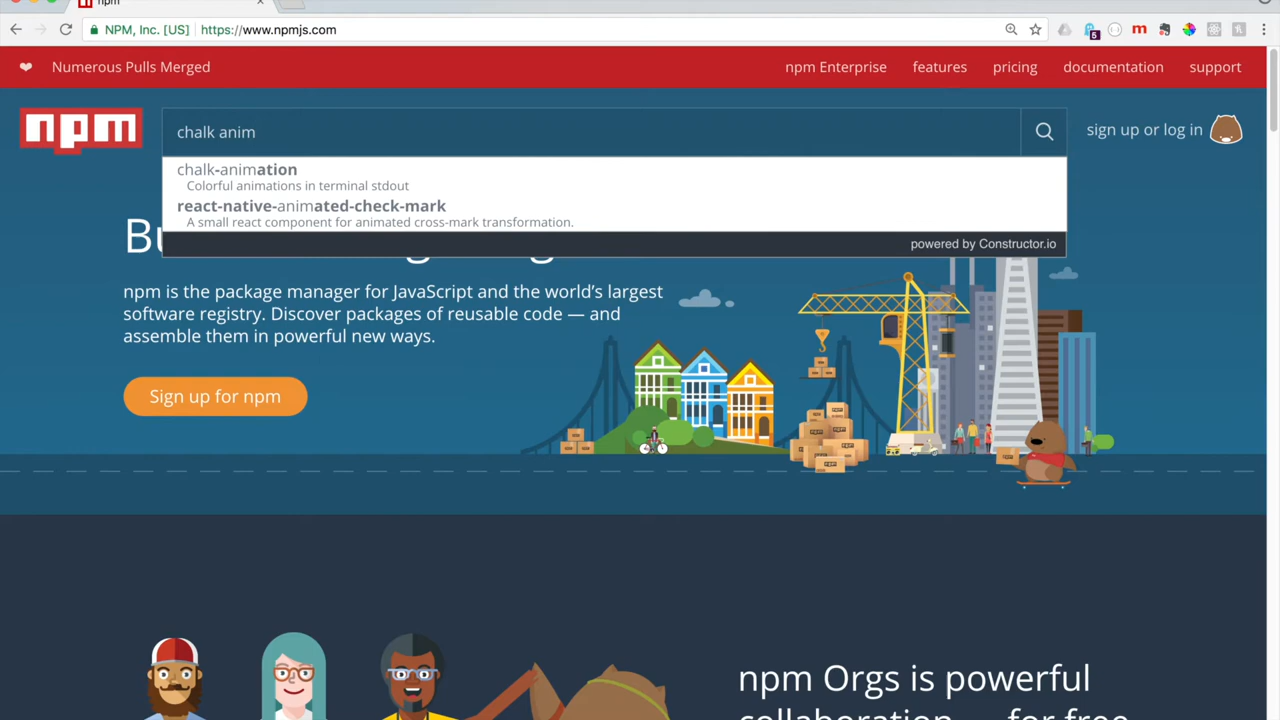 npm
NPM, Inc. [US] https://www.npmjs.com
5
m
❤ Numerous Pulls Merged
npm Enterprise features pricing documentation support
npm
chalk anim
sign up or log in
chalk-animation
Colorful animations in terminal stdout
react-native-animated-check-mark
A small react component for animated cross-mark transformation.
powered by Constructor.io
npm is the package manager for JavaScript and the world’s largest
software registry. Discover packages of reusable code — and
assemble them in powerful new ways.
Sign up for npm
npm Orgs is powerful
collaboration — for free